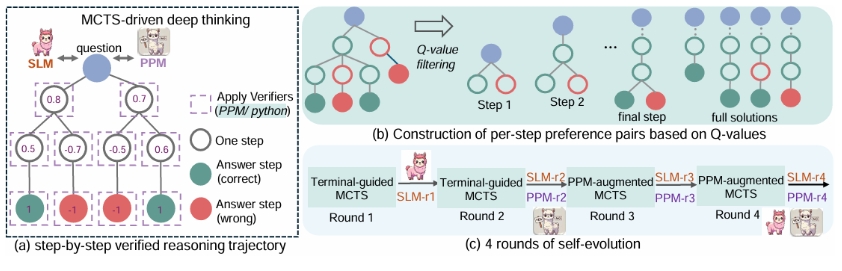 MCTS-driven deep thinking
question
SLM
PPM
0.8
0.7
0.5
-0.7
-0.5
0.6
1
-1
-1
1
Apply Verifiers
(PPM/ python)
One step
Answer step
(correct)
Answer step
(wrong)
(a) step-by-step verified reasoning trajectory
Q-value
filtering
Step 1
Step 2
...
final step
full solutions
(b) Construction of per-step preference pairs based on Q-values
Terminal-guided
MCTS
Round 1
SLM-r1
Terminal-guided
MCTS
Round 2
SLM-r2
PPM-r2
PPM-augmented
MCTS
Round 3
SLM-r3
PPM-r3
PPM-augmented
MCTS
Round 4
SLM-r4
PPM-r4
(c) 4 rounds of self-evolution